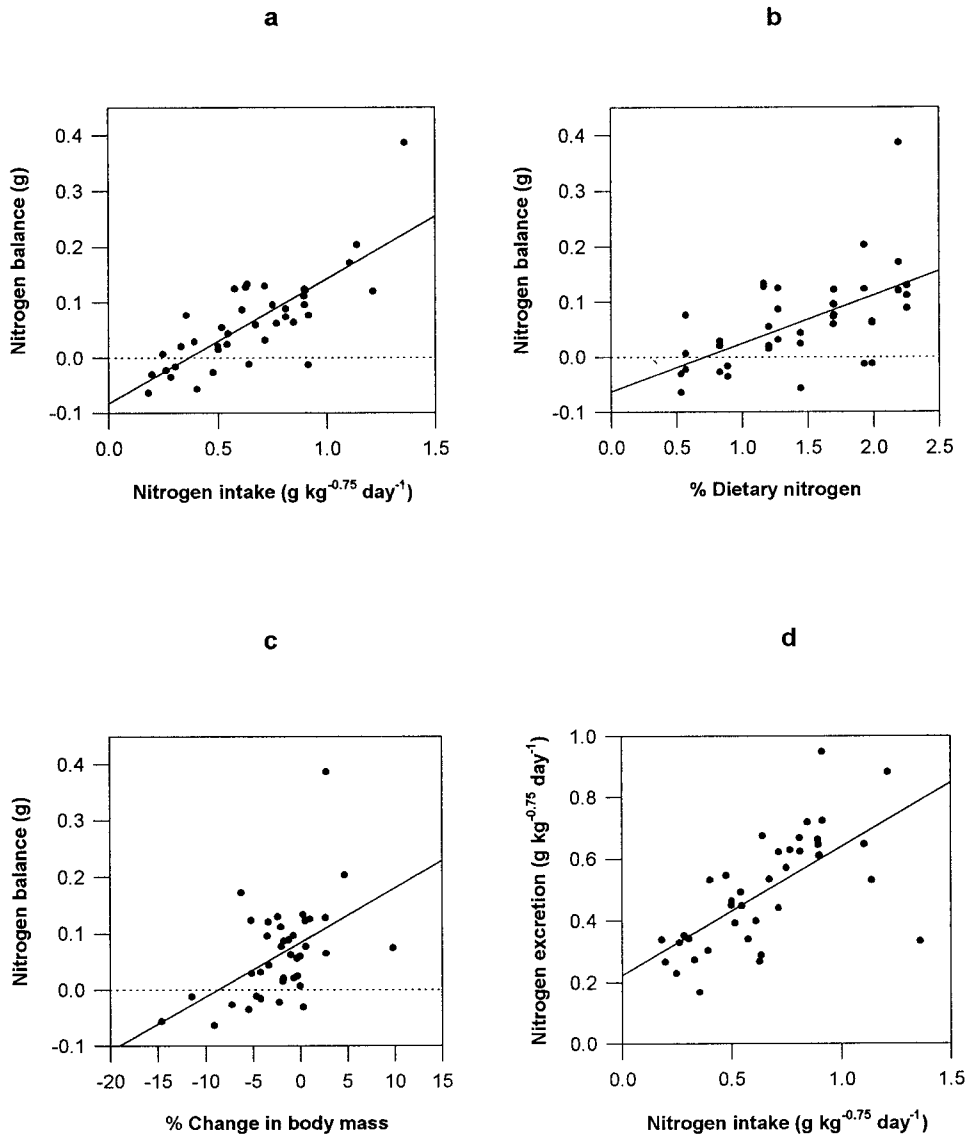 a
Nitrogen balance (g)
0.4
0.3
0.2
0.1
0.0
-0.1
0.0 0.5 1.0 1.5
Nitrogen intake (g kg⁻⁰·⁷⁵ day⁻¹)
b
Nitrogen balance (g)
0.4
0.3
0.2
0.1
0.0
-0.1
0.0 0.5 1.0 1.5 2.0 2.5
% Dietary nitrogen
c
Nitrogen balance (g)
0.4
0.3
0.2
0.1
0.0
-0.1
-20 -15 -10 -5 0 5 10 15
% Change in body mass
d
Nitrogen excretion (g kg⁻⁰·⁷⁵ day⁻¹)
1.0
0.8
0.6
0.4
0.2
0.0
0.0 0.5 1.0 1.5
Nitrogen intake (g kg⁻⁰·⁷⁵ day⁻¹)